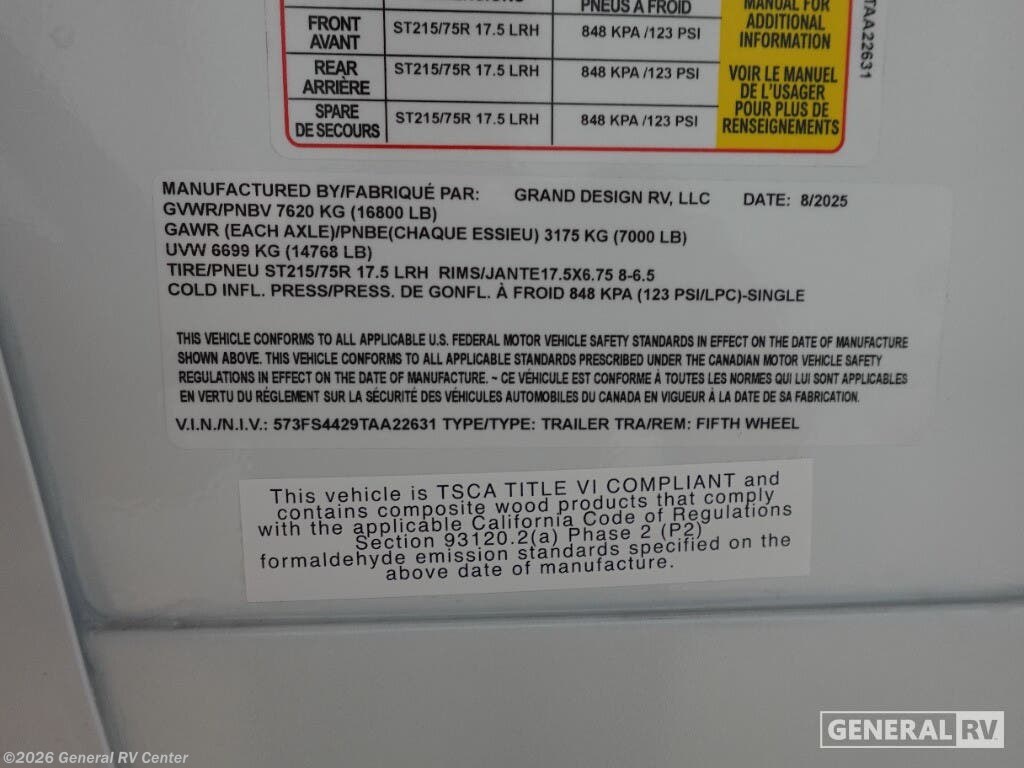 PNEUS À FROID
MANUAL FOR
ADDITIONAL
INFORMATION
FRONT
AVANT
ST215/75R 17.5 LRH
848 KPA /123 PSI
REAR
ARRIÈRE
ST215/75R 17.5 LRH
848 KPA /123 PSI
VOIR LE MANUEL
DE L'USAGER
POUR PLUS DE
RENSEIGNEMENTS
SPARE
DE SECOURS
ST215/75R 17.5 LRH
848 KPA /123 PSI
TAA22631
MANUFACTURED BY/FABRIQUÉ PAR: GRAND DESIGN RV, LLC DATE: 8/2025
GVWR/PNBV 7620 KG (16800 LB)
GAWR (EACH AXLE)/PNBE(CHAQUE ESSIEU) 3175 KG (7000 LB)
UVW 6699 KG (14768 LB)
TIRE/PNEU ST215/75R 17.5 LRH RIMS/JANTE17.5X6.75 8-6.5
COLD INFL. PRESS/PRESS. DE GONFL. À FROID 848 KPA (123 PSI/LPC)-SINGLE
THIS VEHICLE CONFORMS TO ALL APPLICABLE U.S. FEDERAL MOTOR VEHICLE SAFETY STANDARDS IN EFFECT ON THE DATE OF MANUFACTURE
SHOWN ABOVE. THIS VEHICLE CONFORMS TO ALL APPLICABLE STANDARDS PRESCRIBED UNDER THE CANADIAN MOTOR VEHICLE SAFETY
REGULATIONS IN EFFECT ON THE DATE OF MANUFACTURE. ~ CE VÉHICULE EST CONFORME À TOUTES LES NORMES QUI LUI SONT APPLICABLES
EN VERTU DU RÉGLEMENT SUR LA SÉCURITÉ DES VÉHICULES AUTOMOBILES DU CANADA EN VIGUEUR À LA DATE DE SA FABRICATION.
V.I.N./N.I.V.: 573FS4429TAA22631 TYPE/TYPE: TRAILER TRA/REM: FIFTH WHEEL
This vehicle is TSCA TITLE VI COMPLIANT and
contains composite wood products that comply
with the applicable California Code of Regulations
Section 93120.2(a) Phase 2 (P2)
formaldehyde emission standards specified on the
above date of manufacture.
GENERAL RV
©2026 General RV Center